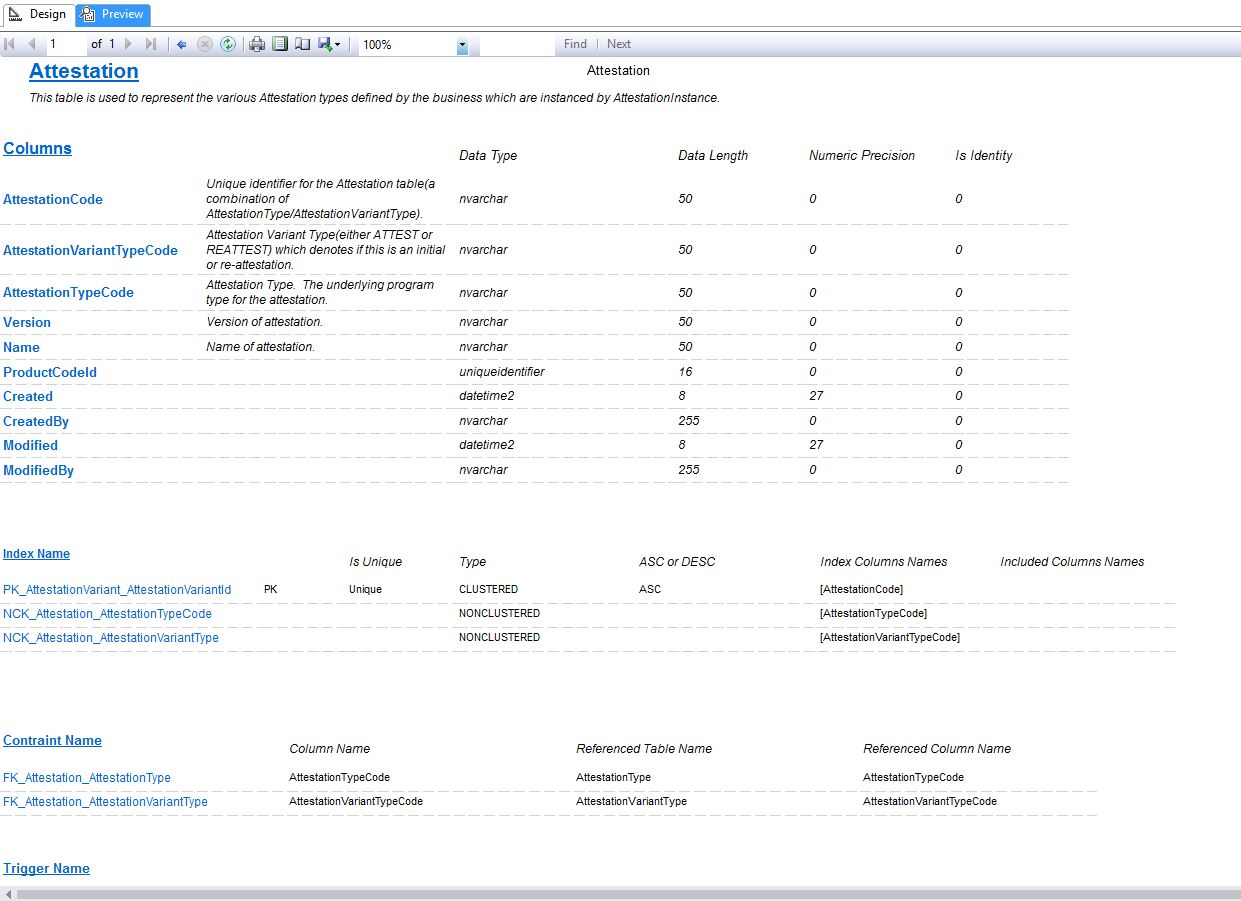 Design Preview
1 of 1 100% Find | Next
Attestation Attestation
This table is used to represent the various Attestation types defined by the business which are instanced by AttestationInstance.
Columns Data Type Data Length Numeric Precision Is Identity
Unique identifier for the Attestation table(a
AttestationCode combination of nvarchar 50 0 0
AttestationType/AttestationVariantType).
Attestation Variant Type(either ATTEST or
AttestationVariantTypeCode REATTEST) which denotes if this is an initial nvarchar 50 0 0
or re-attestation.
Attestation Type. The underlying program
AttestationTypeCode type for the attestation. nvarchar 50 0 0
Version Version of attestation. nvarchar 50 0 0
Name Name of attestation. nvarchar 50 0 0
ProductCodeId uniqueidentifier 16 0 0
Created datetime2 8 27 0
CreatedBy nvarchar 255 0 0
Modified datetime2 8 27 0
ModifiedBy nvarchar 255 0 0
Index Name Is Unique Type ASC or DESC Index Columns Names Included Columns Names
PK_AttestationVariant_AttestationVariantId PK Unique CLUSTERED ASC [AttestationCode]
NCK_Attestation_AttestationTypeCode NONCLUSTERED [AttestationTypeCode]
NCK_Attestation_AttestationVariantType NONCLUSTERED [AttestationVariantTypeCode]
Contraint Name Column Name Referenced Table Name Referenced Column Name
FK_Attestation_AttestationType AttestationTypeCode AttestationType AttestationTypeCode
FK_Attestation_AttestationVariantType AttestationVariantTypeCode AttestationVariantType AttestationVariantTypeCode
Trigger Name